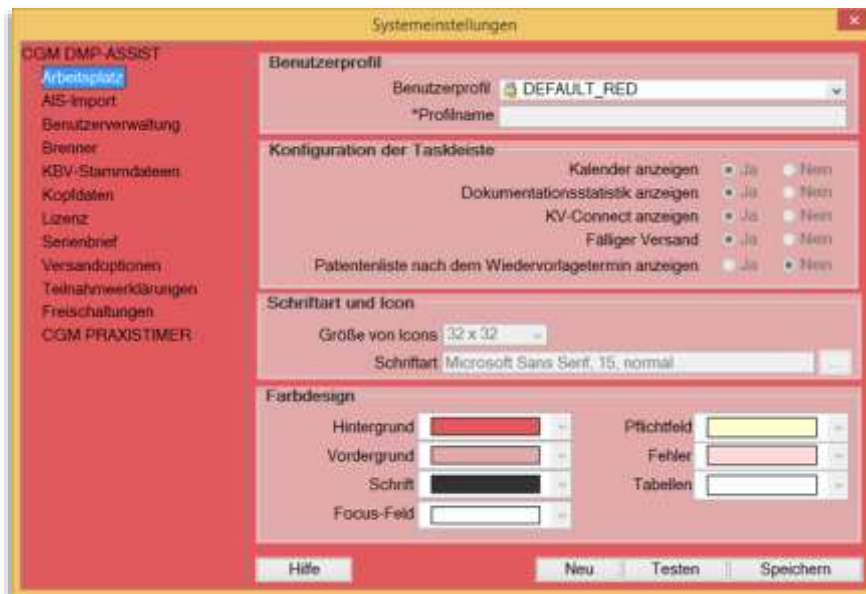 Systemeinstellungen
CGM DMP-ASSIST
Arbeitsplatz
AIS-Import
Benutzerverwaltung
Brenner
KBV-Stammdateien
Kopfdaten
Lizenz
Serienbrief
Versandoptionen
Teilnahmeerklärungen
Freischaltungen
CGM PRAXISTIMER
Benutzerprofil
Benutzerprofil DEFAULT_RED
*Profilname
Konfiguration der Taskleiste
Kalender anzeigen Ja Nein
Dokumentationsstatistik anzeigen Ja Nein
KV-Connect anzeigen Ja Nein
Fälliger Versand Ja Nein
Patientenliste nach dem Wiedervorlagetermin anzeigen Ja Nein
Schriftart und Icon
Größe von Icons 32 x 32
Schriftart Microsoft Sans Serif, 15, normal ...
Farbdesign
Hintergrund Pflichtfeld
Vordergrund Fehler
Schrift Tabellen
Focus-Feld
Hilfe Neu Testen Speichern